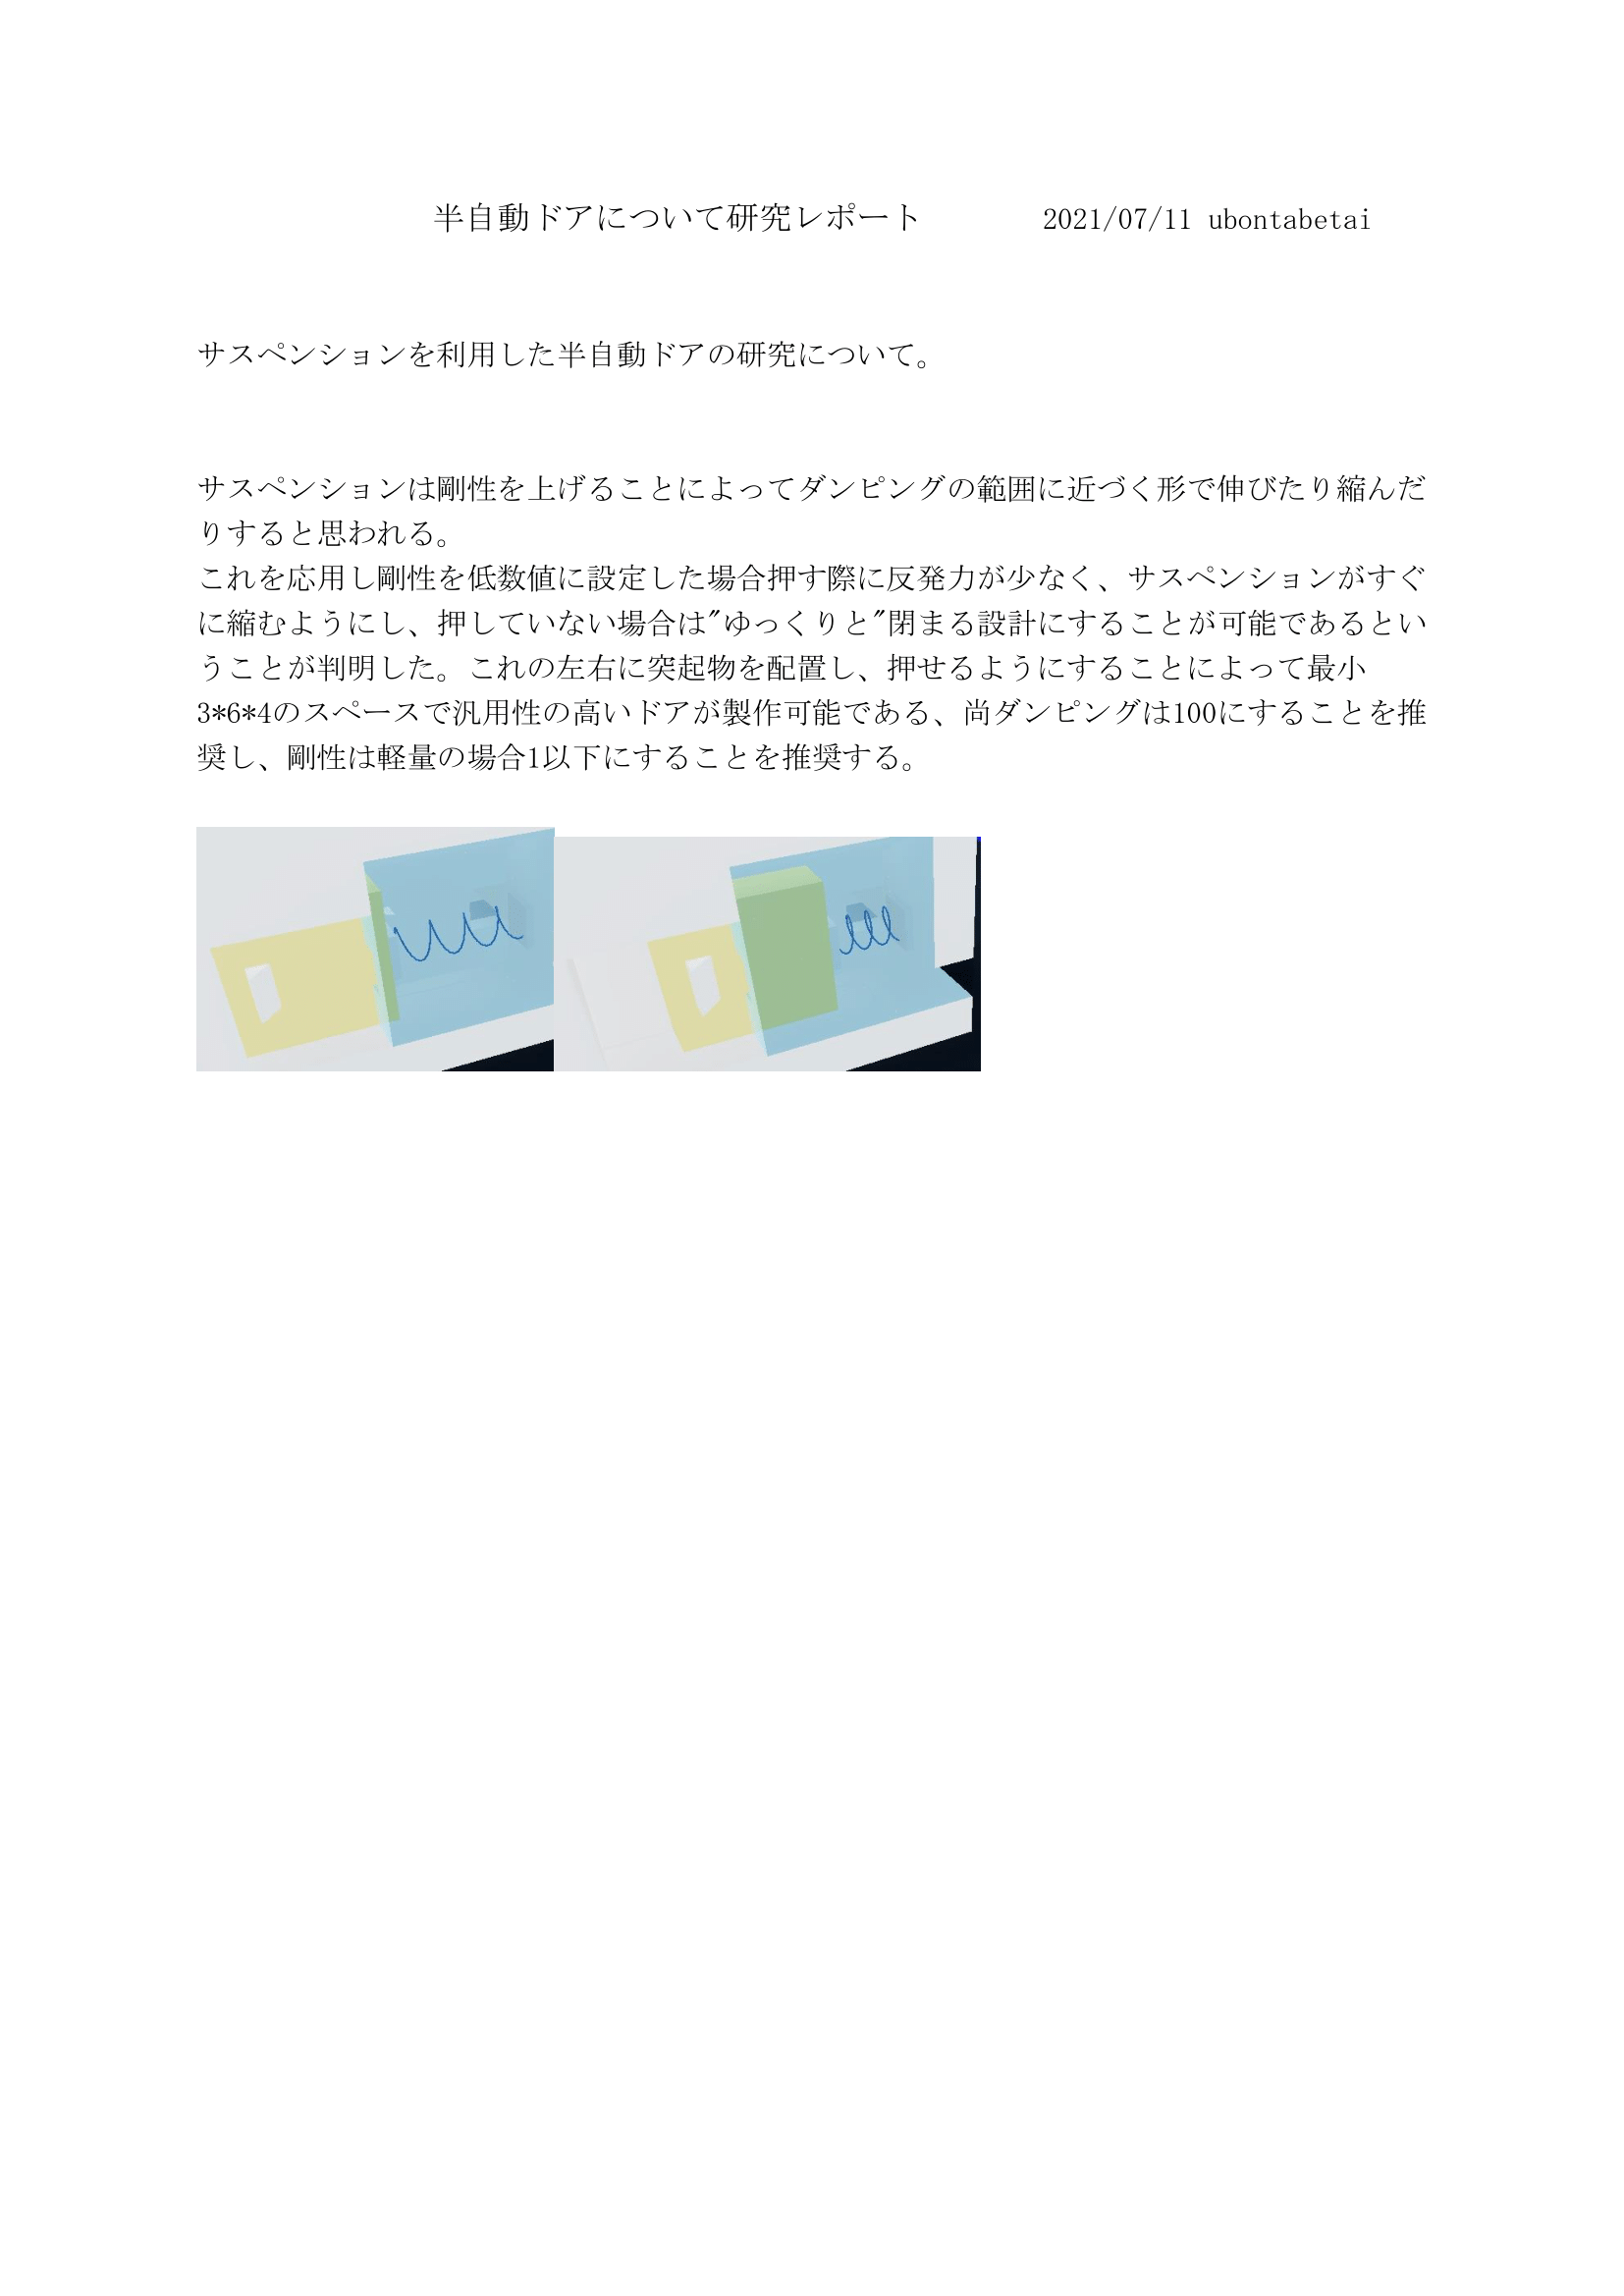 半自動ドアについて研究レポート 2021/07/11 ubontabetai
サスペンションを利用した半自動ドアの研究について。
サスペンションは剛性を上げることによってダンピングの範囲に近づく形で伸びたり縮んだ
りすると思われる。
これを応用し剛性を低数値に設定した場合押す際に反発力が少なく、サスペンションがすぐ
に縮むようにし、押していない場合は"ゆっくりと"閉まる設計にすることが可能であるとい
うことが判明した。これの左右に突起物を配置し、押せるようにすることによって最小
3*6*4のスペースで汎用性の高いドアが製作可能である、尚ダンピングは100にすることを推
奨し、剛性は軽量の場合1以下にすることを推奨する。